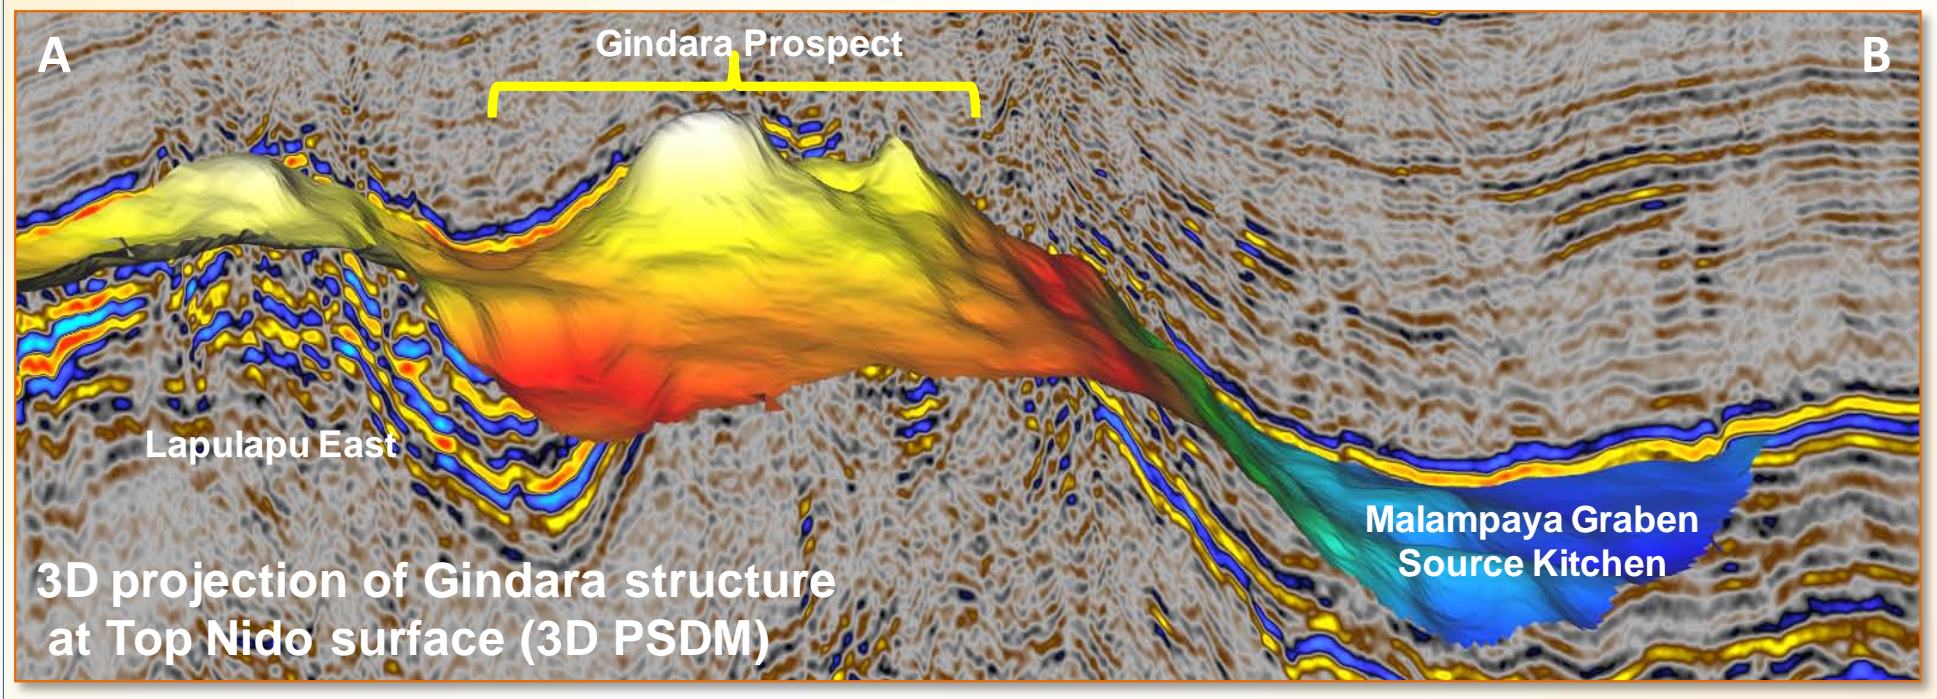 A
Gindara Prospect
B
Lapulapu East
Malampaya Graben
Source Kitchen
3D projection of Gindara structure
at Top Nido surface (3D PSDM)